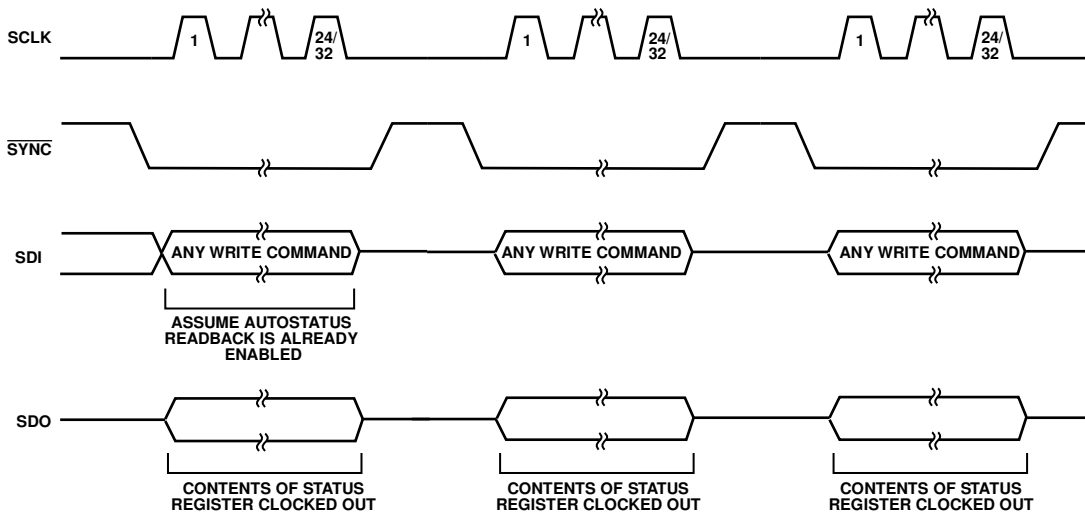 SCLK
1
24/
32
1
24/
32
1
24/
32
SYNC
SDI
ANY WRITE COMMAND
ANY WRITE COMMAND
ANY WRITE COMMAND
ASSUME AUTOSTATUS
READBACK IS ALREADY
ENABLED
SDO
CONTENTS OF STATUS
REGISTER CLOCKED OUT
CONTENTS OF STATUS
REGISTER CLOCKED OUT
CONTENTS OF STATUS
REGISTER CLOCKED OUT